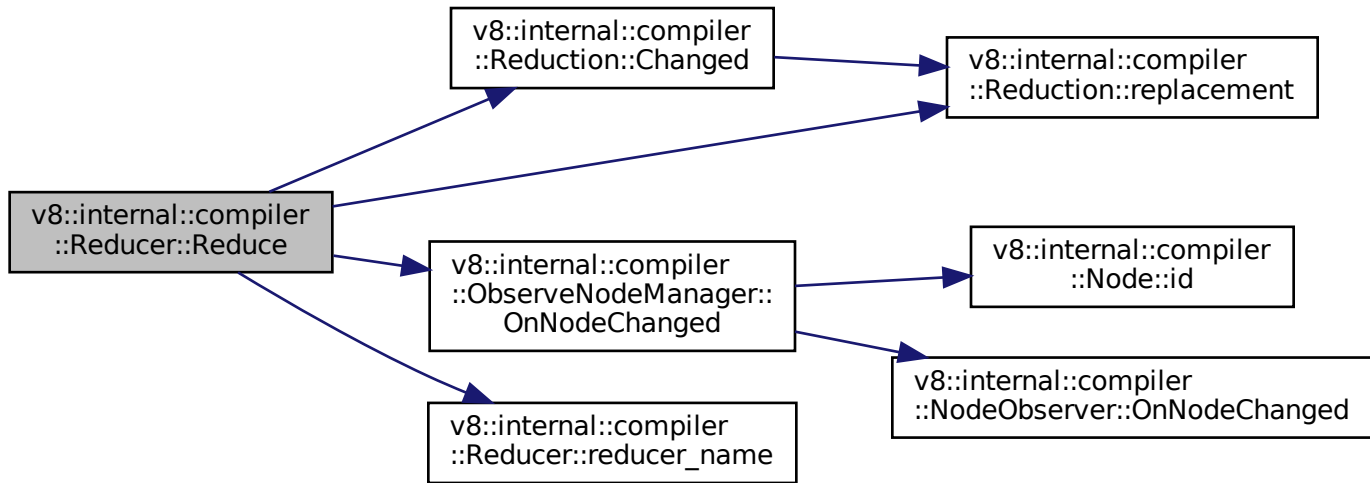 v8::internal::compiler
::Reduction::Changed
v8::internal::compiler
::Reduction::replacement
v8::internal::compiler
::Reducer::Reduce
v8::internal::compiler
::ObserveNodeManager::
OnNodeChanged
v8::internal::compiler
::Node::id
v8::internal::compiler
::NodeObserver::OnNodeChanged
v8::internal::compiler
::Reducer::reducer_name